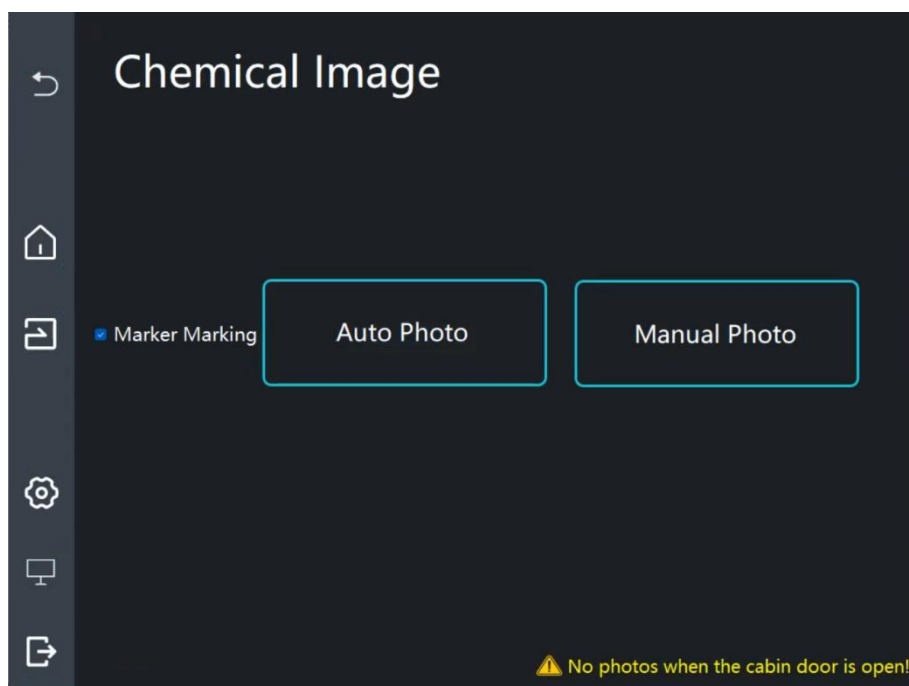 Chemical Image
Marker Marking
Auto Photo
Manual Photo
No photos when the cabin door is open!